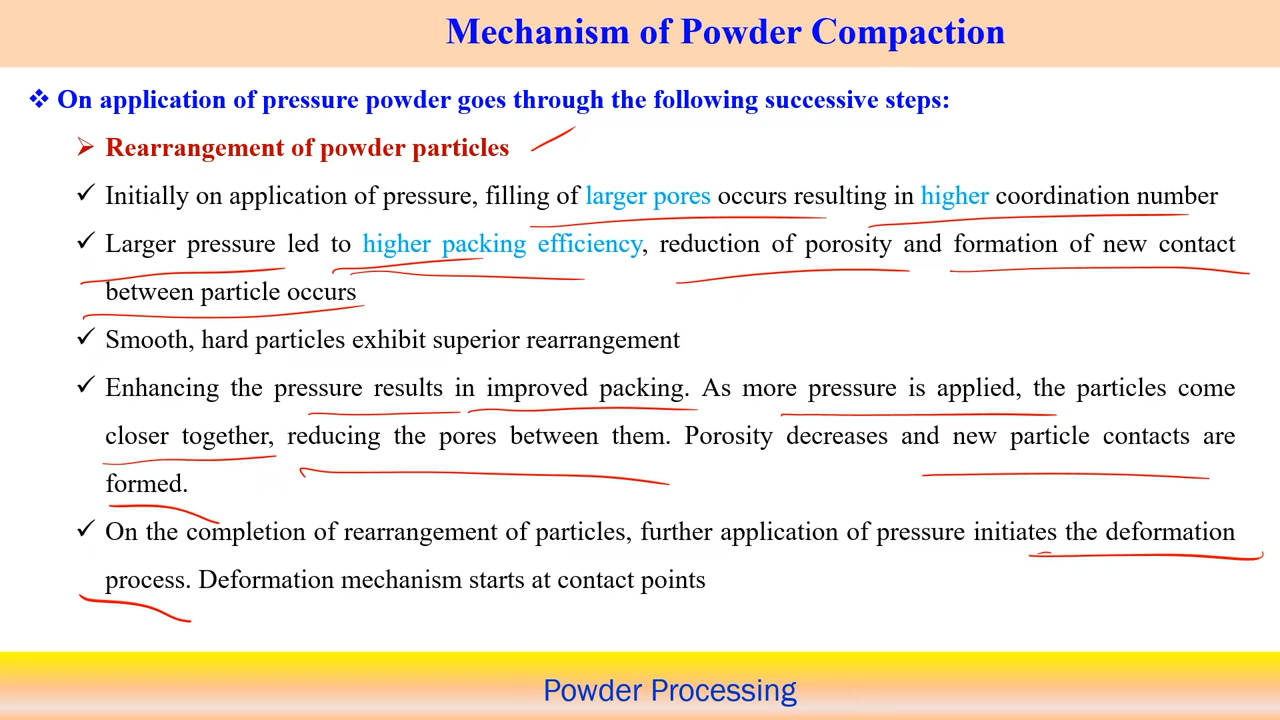 Mechanism of Powder Compaction
❖ On application of pressure powder goes through the following successive steps:
➢ Rearrangement of powder particles
✓ Initially on application of pressure, filling of larger pores occurs resulting in higher coordination number
✓ Larger pressure led to higher packing efficiency, reduction of porosity and formation of new contact
between particle occurs
✓ Smooth, hard particles exhibit superior rearrangement
✓ Enhancing the pressure results in improved packing. As more pressure is applied, the particles come
closer together, reducing the pores between them. Porosity decreases and new particle contacts are
formed.
✓ On the completion of rearrangement of particles, further application of pressure initiates the deformation
process. Deformation mechanism starts at contact points
Powder Processing